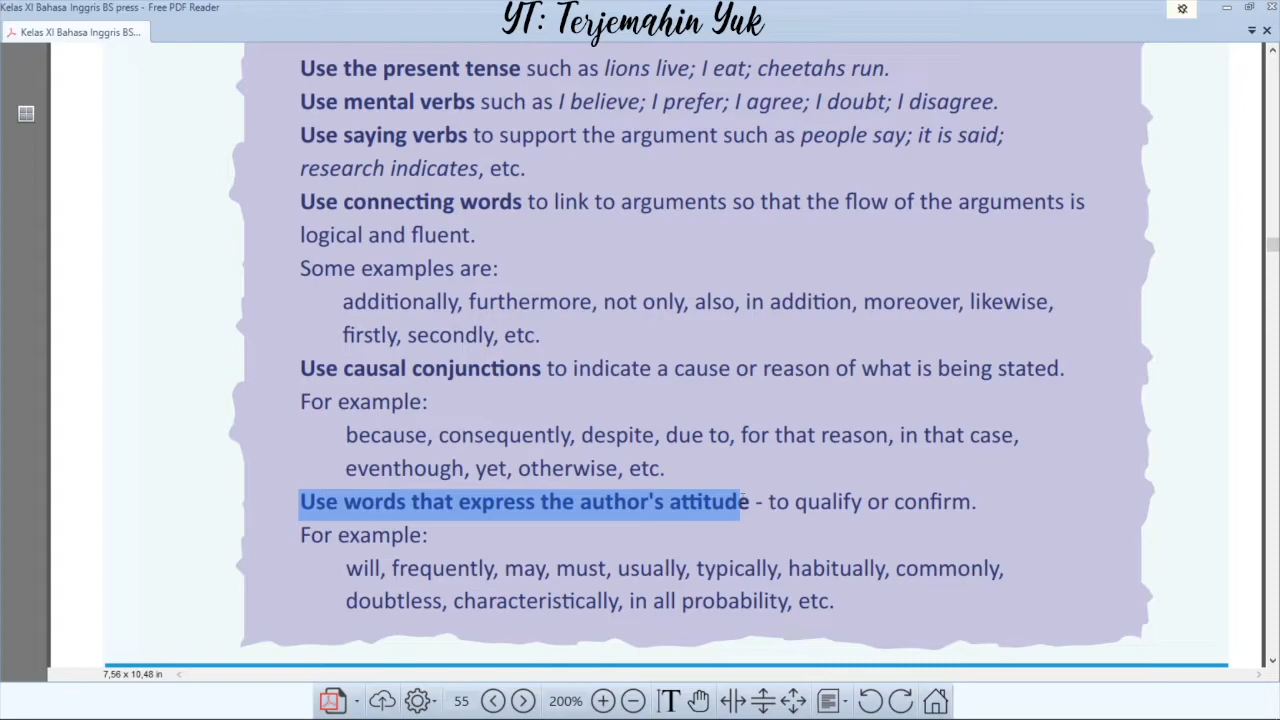 Kelas XI Bahasa Inggris BS press - Free PDF Reader
YT: Terjemahin Yuk
Kelas XI Bahasa Inggris BS...
Use the present tense such as lions live; I eat; cheetahs run.
Use mental verbs such as I believe; I prefer; I agree; I doubt; I disagree.
Use saying verbs to support the argument such as people say; it is said;
research indicates, etc.
Use connecting words to link to arguments so that the flow of the arguments is
logical and fluent.
Some examples are:
additionally, furthermore, not only, also, in addition, moreover, likewise,
firstly, secondly, etc.
Use causal conjunctions to indicate a cause or reason of what is being stated.
For example:
because, consequently, despite, due to, for that reason, in that case,
eventhough, yet, otherwise, etc.
Use words that express the author's attitude - to qualify or confirm.
For example:
will, frequently, may, must, usually, typically, habitually, commonly,
doubtless, characteristically, in all probability, etc.
7,56 x 10,48 in
55
200%